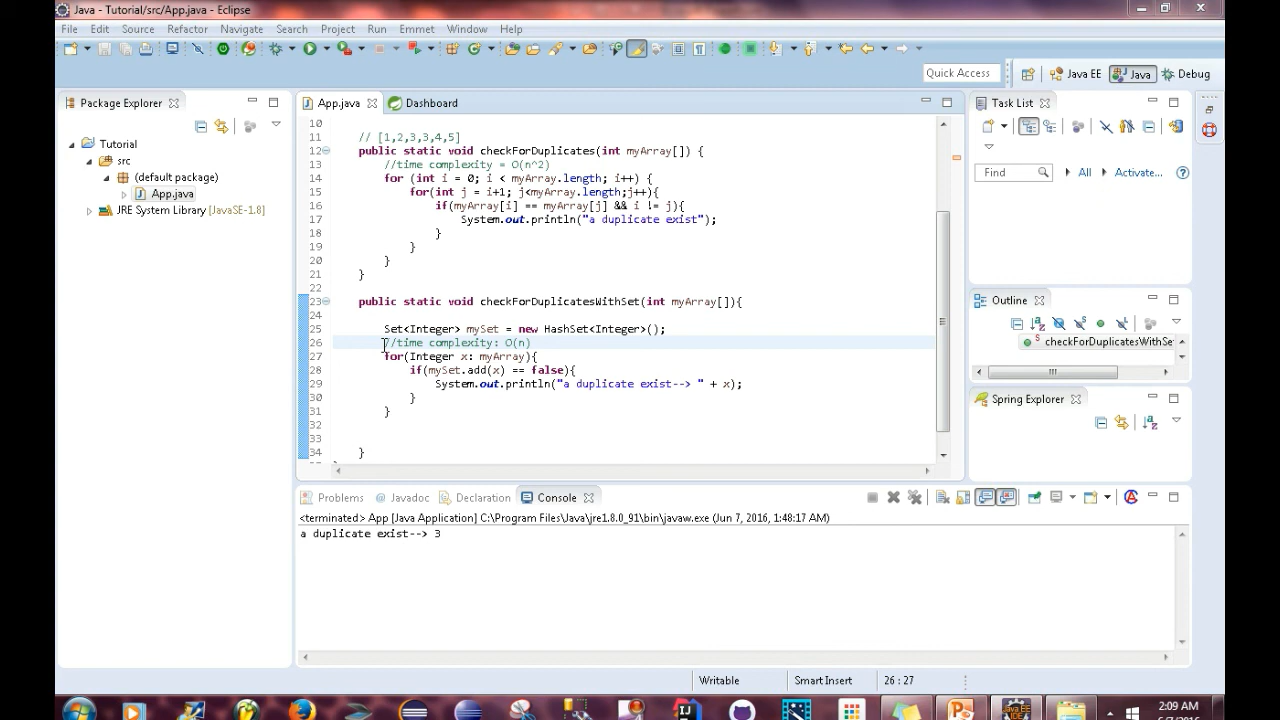 Java - Tutorial/src/App.java - Eclipse
File Edit Source Refactor Navigate Search Project Run Emmet Window Help
Quick Access Java EE Java Debug
Package Explorer
App.java Dashboard
Task List
Tutorial
src
(default package)
App.java
JRE System Library [JavaSE-1.8]
10
11 // [1,2,3,3,4,5]
12 public static void checkForDuplicates(int myArray[]) {
13 //time complexity = O(n^2)
14 for (int i = 0; i < myArray.length; i++) {
15 for(int j = i+1; j<myArray.length;j++){
16 if(myArray[i] == myArray[j] && i != j){
17 System.out.println("a duplicate exist");
18 }
19 }
20 }
21 }
22
23 public static void checkForDuplicatesWithSet(int myArray[]){
24
25 Set<Integer> mySet = new HashSet<Integer>();
26 //time complexity: O(n)
27 for(Integer x: myArray){
28 if(mySet.add(x) == false){
29 System.out.println("a duplicate exist--> " + x);
30 }
31 }
32
33
34 }
Find All Activate...
Outline
checkForDuplicatesWithSe
Spring Explorer
Problems Javadoc Declaration Console
<terminated> App [Java Application] C:\Program Files\Java\jre1.8.0_91\bin\javaw.exe (Jun 7, 2016, 1:48:17 AM)
a duplicate exist--> 3
Writable Smart Insert 26 : 27
2:09 AM